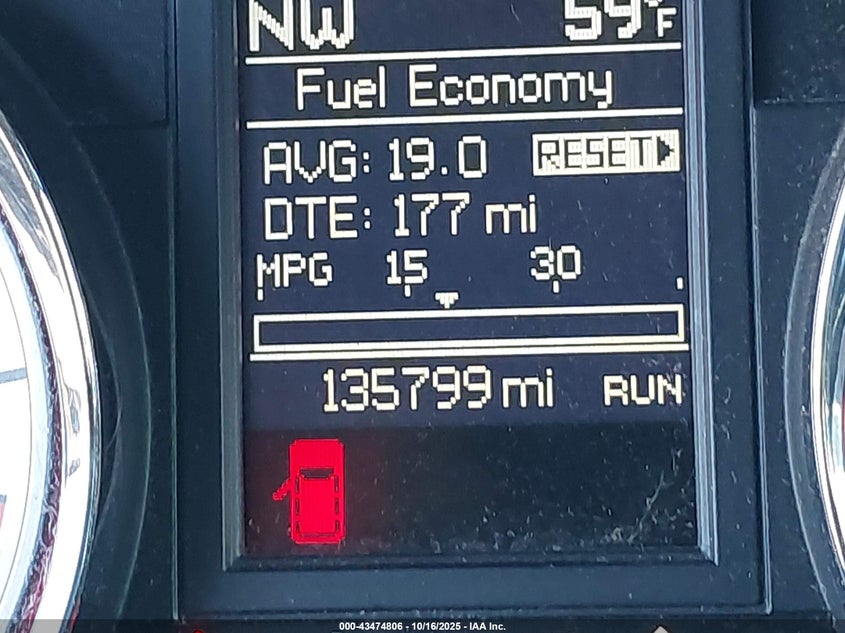 NW 59°F
Fuel Economy
AVG: 19.0 RESET
DTE: 177 mi
MPG 15 30
135799 mi RUN
000-43474806 - 10/16/2025 - IAA Inc.